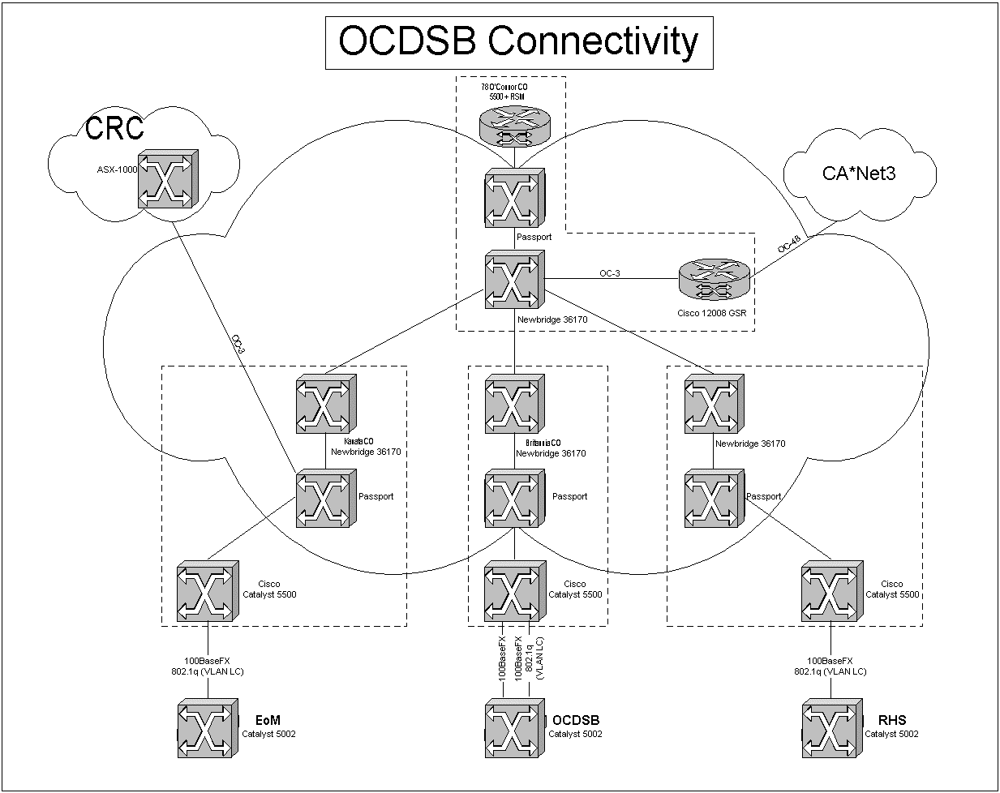 OCDSB Connectivity
78 O'Connor CO
5500 + RSM
CRC
ASX-1000
CA*Net3
Passport
OC-48
OC-3
Cisco 12008 GSR
Newbridge 36170
OC-3
Kanata CO
Newbridge 36170
Britannia CO
Newbridge 36170
Newbridge 36170
Passport
Passport
Passport
Cisco
Catalyst 5500
Cisco
Catalyst 5500
Cisco
Catalyst 5500
100BaseFX
802.1q (VLAN LC)
100BaseFX
100BaseFX
802.1q
(VLAN LC)
100BaseFX
802.1q (VLAN LC)
EoM
Catalyst 5002
OCDSB
Catalyst 5002
RHS
Catalyst 5002